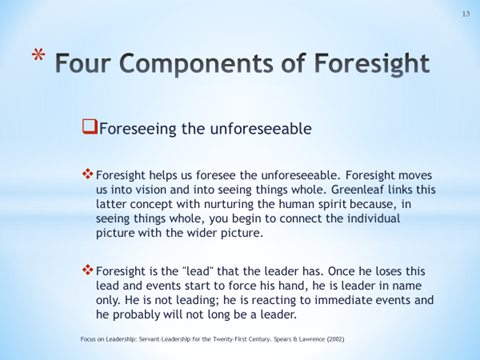 13
* Four Components of Foresight
❑Foreseeing the unforeseeable
❖Foresight helps us foresee the unforeseeable. Foresight moves
us into vision and into seeing things whole. Greenleaf links this
latter concept with nurturing the human spirit because, in
seeing things whole, you begin to connect the individual
picture with the wider picture.
❖Foresight is the "lead" that the leader has. Once he loses this
lead and events start to force his hand, he is leader in name
only. He is not leading; he is reacting to immediate events and
he probably will not long be a leader.
Focus on Leadership: Servant-Leadership for the Twenty-First Century. Spears & Lawrence (2002)